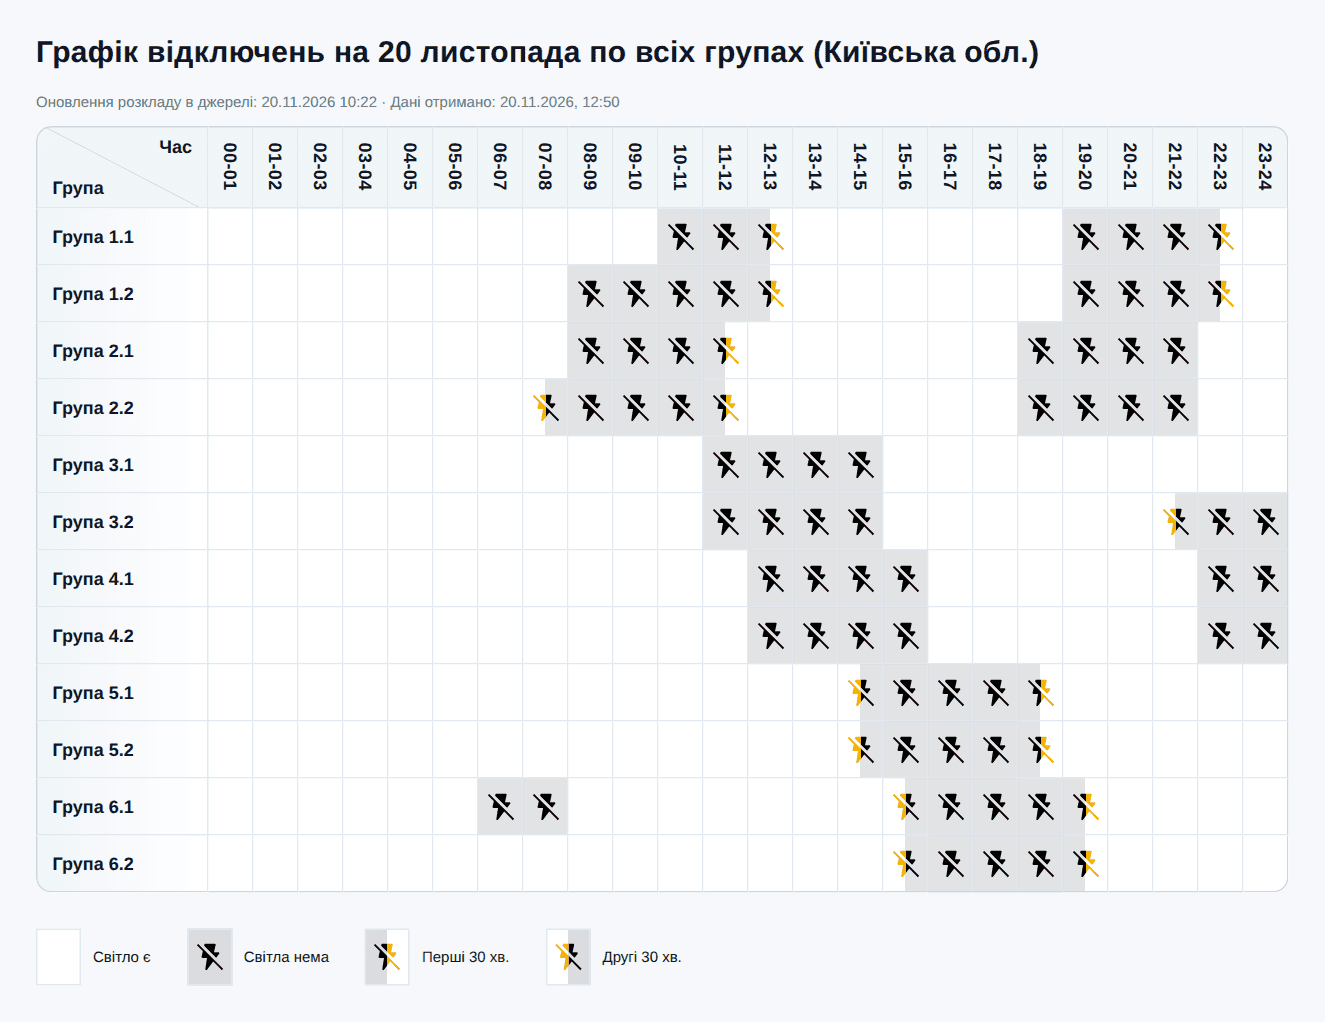 Графік відключень на 20 листопада по всіх групах (Київська обл.)
Оновлення розкладу в джерелі: 20.11.2026 10:22 · Дані отримано: 20.11.2026, 12:50
Час
Група
00-01 01-02 02-03 03-04 04-05 05-06 06-07 07-08 08-09 09-10 10-11 11-12 12-13 13-14 14-15 15-16 16-17 17-18 18-19 19-20 20-21 21-22 22-23 23-24
Група 1.1
Група 1.2
Група 2.1
Група 2.2
Група 3.1
Група 3.2
Група 4.1
Група 4.2
Група 5.1
Група 5.2
Група 6.1
Група 6.2
Світло є Світла нема Перші 30 хв. Другі 30 хв.